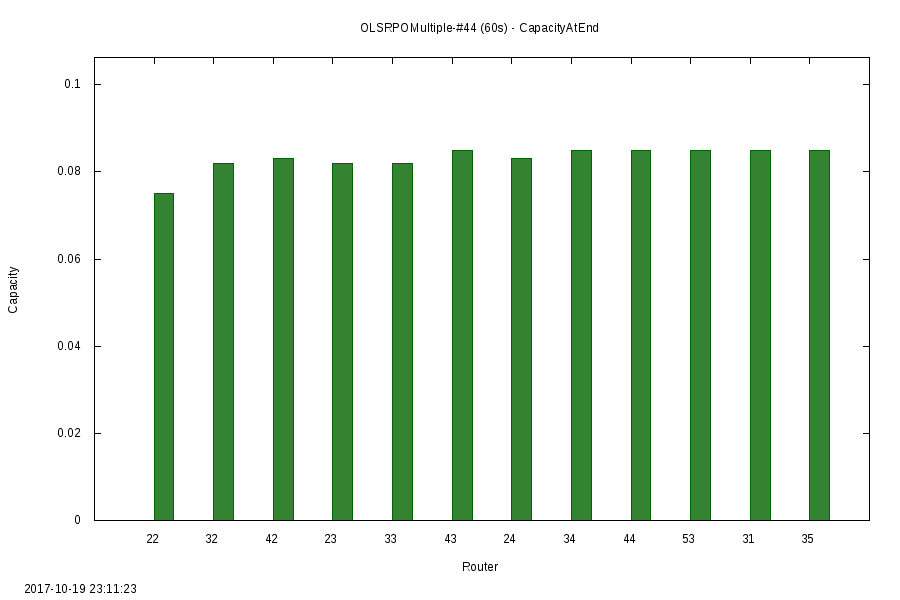 OLSRPOMultiple-#44 (60s) - CapacityAtEnd
0.1
0.08
0.06
0.04
0.02
0
Capacity
22 32 42 23 33 43 24 34 44 53 31 35
Router
2017-10-19 23:11:23